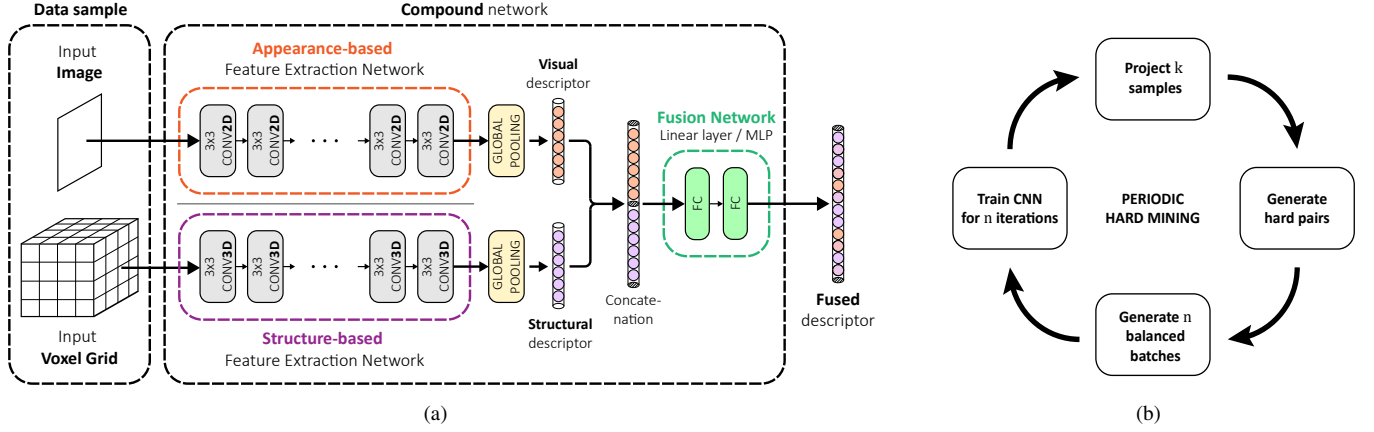 Data sample
Compound network
Input
Image
Appearance-based
Feature Extraction Network
3x3
CONV2D
3x3
CONV2D
· · ·
3x3
CONV2D
3x3
CONV2D
GLOBAL
POOLING
Visual
descriptor
Fusion Network
Linear layer / MLP
FC
FC
3x3
CONV3D
3x3
CONV3D
· · ·
3x3
CONV3D
3x3
CONV3D
GLOBAL
POOLING
Structural
descriptor
Concate-
nation
Fused
descriptor
Input
Voxel Grid
Structure-based
Feature Extraction Network
(a)
Project k
samples
Train CNN
for n iterations
PERIODIC
HARD MINING
Generate
hard pairs
Generate n
balanced
batches
(b)